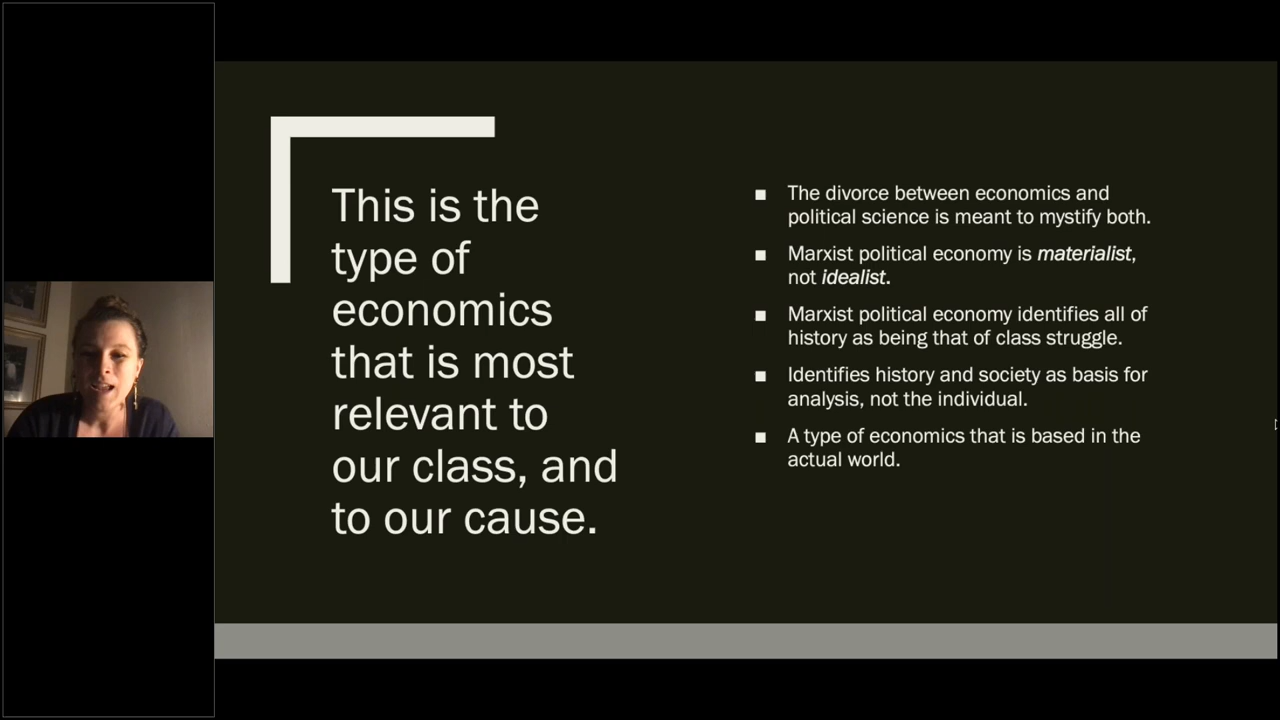 This is the
type of
economics
that is most
relevant to
our class, and
to our cause.
■ The divorce between economics and
political science is meant to mystify both.
■ Marxist political economy is materialist,
not idealist.
■ Marxist political economy identifies all of
history as being that of class struggle.
■ Identifies history and society as basis for
analysis, not the individual.
■ A type of economics that is based in the
actual world.